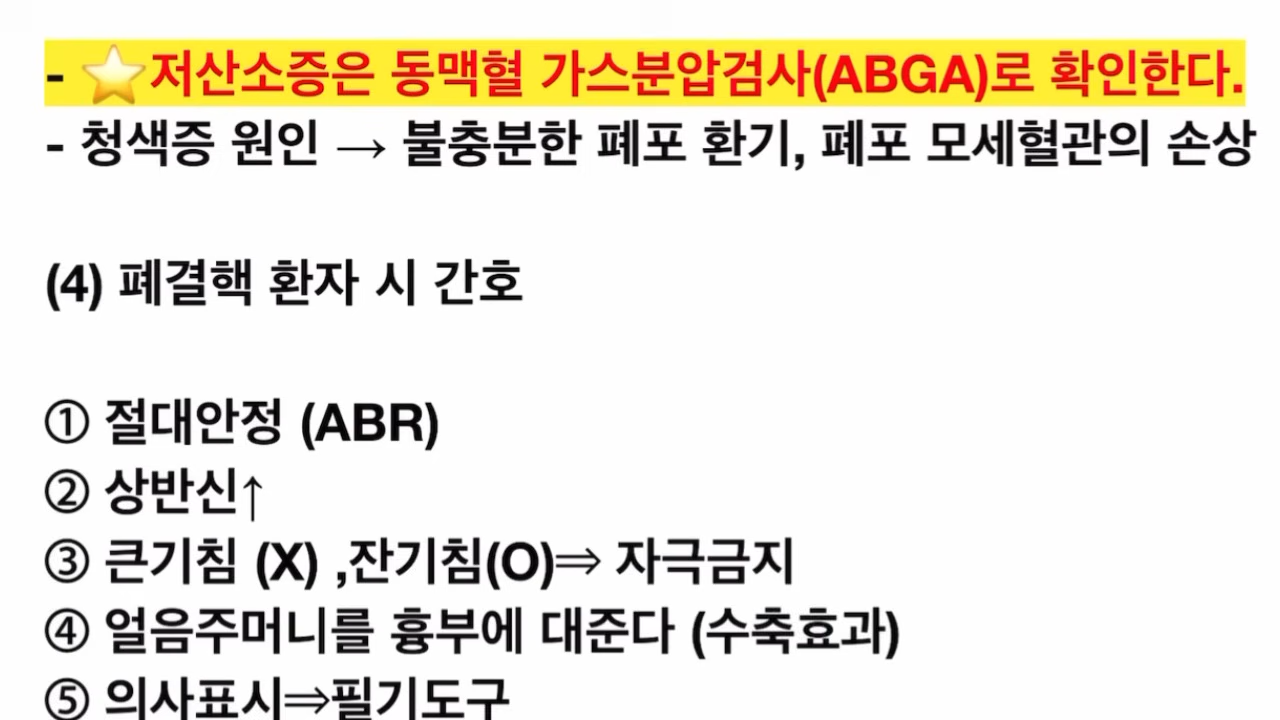 - ⭐저산소증은 동맥혈 가스분압검사(ABGA)로 확인한다.
- 청색증 원인 → 불충분한 폐포 환기, 폐포 모세혈관의 손상
(4) 폐결핵 환자 시 간호
① 절대안정 (ABR)
② 상반신↑
③ 큰기침 (X) ,잔기침(O)⇒ 자극금지
④ 얼음주머니를 흉부에 대준다 (수축효과)
⑤ 의사표시⇒필기도구